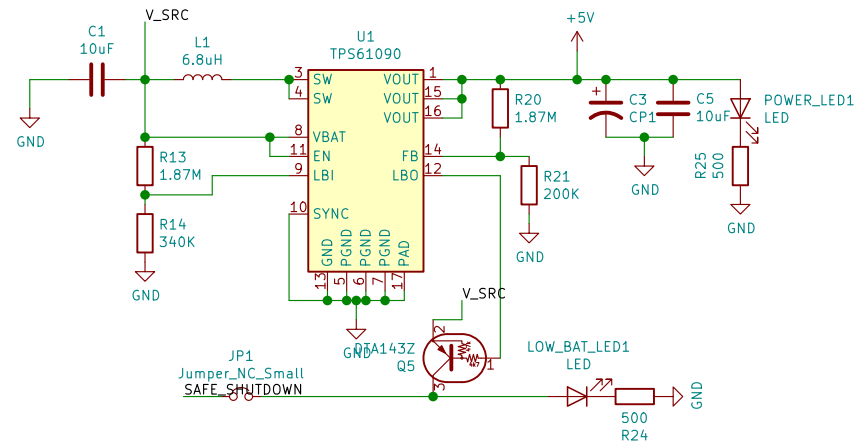 V_SRC
+5V
C1
10uF
L1
6.8uH
U1
TPS61090
3 SW VOUT 1
4 SW VOUT 15
VOUT 16
8 VBAT
11 EN FB 14
9 LBI LBO 12
10 SYNC
GND PGND PGND PGND PAD
13 5 6 7 17
GND
R13
1.87M
R14
340K
GND
R20
1.87M
R21
200K
GND
+
C3
CP1
C5
10uF
GND
POWER_LED1
LED
R25
500
GND
GND
V_SRC
DTA143Z
Q5
2
1
3
4k7
JP1
Jumper_NC_Small
SAFE_SHUTDOWN
LOW_BAT_LED1
LED
500
R24
GND